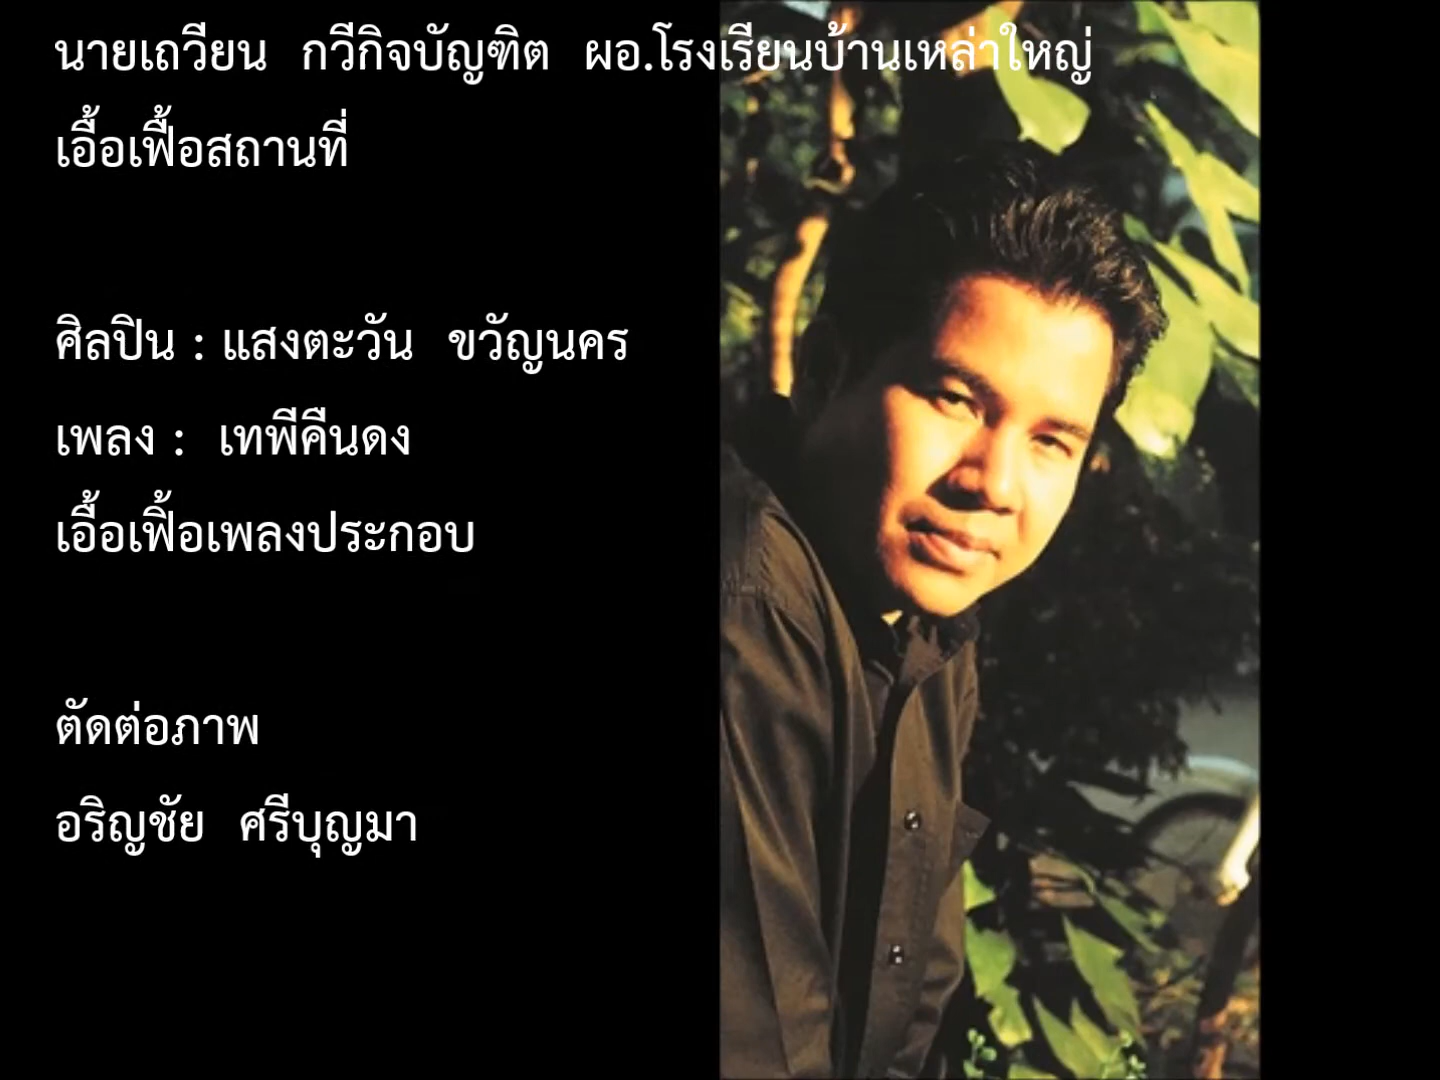 นายเถวียน กวีกิจบัญฑิต ผอ.โรงเรียนบ้านเหล่าใหญ่
เอื้อเฟื้อสถานที่
ศิลปิน : แสงตะวัน ขวัญนคร
เพลง : เทพีคืนดง
เอื้อเฟิ้อเพลงประกอบ
ตัดต่อภาพ
อริญชัย ศรีบุญมา